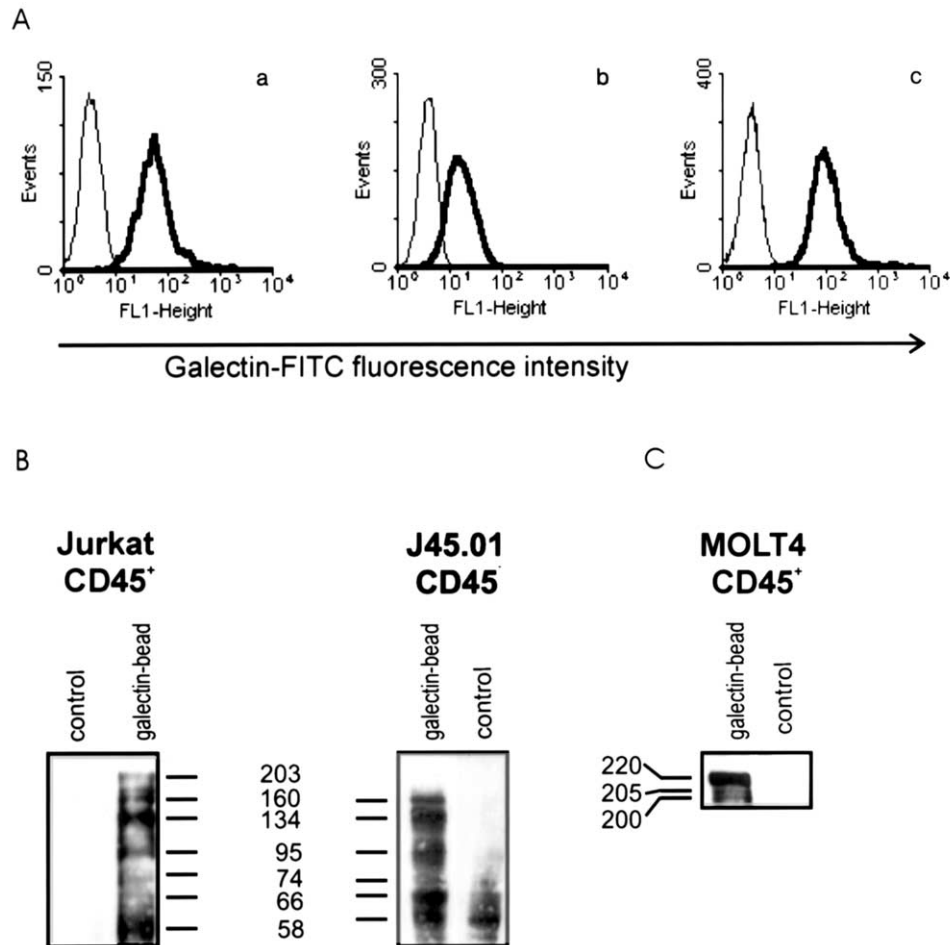 A
a
150
Events
0
10⁰ 10¹ 10² 10³ 10⁴
FL1-Height
b
300
Events
0
10⁰ 10¹ 10² 10³ 10⁴
FL1-Height
c
400
Events
0
10⁰ 10¹ 10² 10³ 10⁴
FL1-Height
Galectin-FITC fluorescence intensity
B
Jurkat
CD45⁺
control
galectin-bead
203
160
134
95
74
66
58
J45.01
CD45⁻
galectin-bead
control
C
MOLT4
CD45⁺
galectin-bead
control
220
205
200